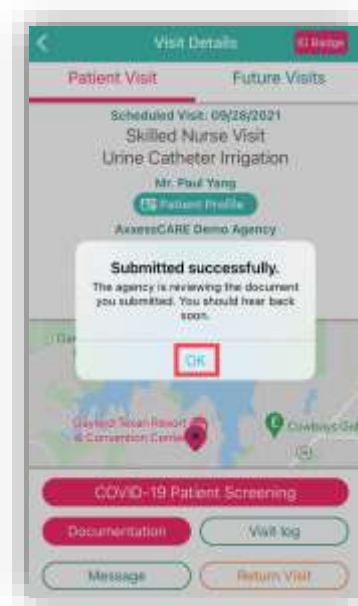 Visit Details
ID Badge
Patient Visit
Future Visits
Scheduled Visit: 09/28/2021
Skilled Nurse Visit
Urine Catheter Irrigation
Mr. Paul Yang
Patient Profile
AxxessCARE Demo Agency
Submitted successfully.
The agency is reviewing the document
you submitted. You should hear back
soon.
OK
Gaylord Texan Resort
& Convention Center
Cowboys Gol
COVID-19 Patient Screening
Documentation
Visit log
Message
Return Visit